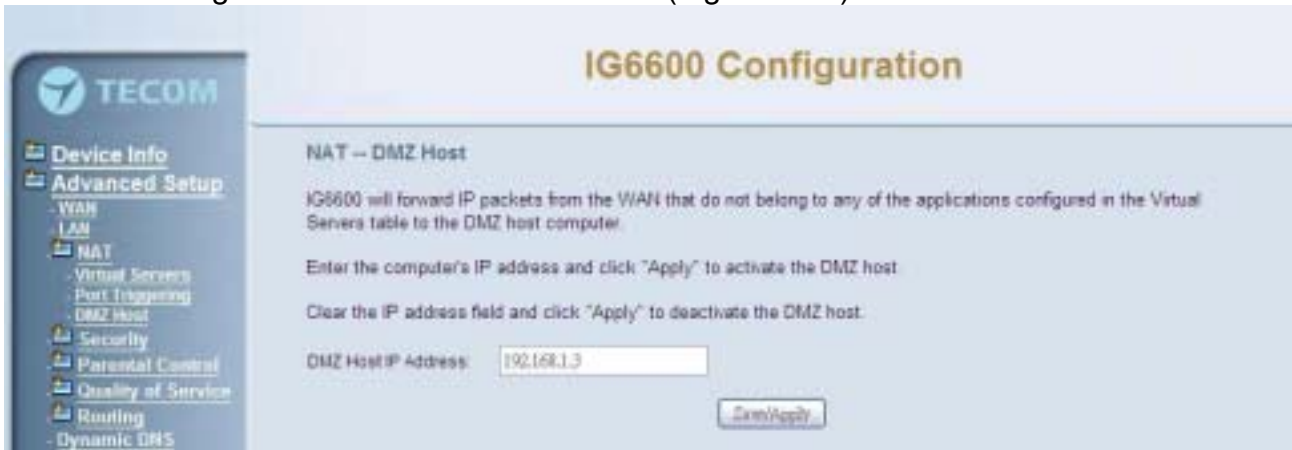 IG6600 Configuration
TECOM
Device Info
Advanced Setup
- WAN
- LAN
NAT
- Virtual Servers
- Port Triggering
- DMZ Host
Security
Parental Control
Quality of Service
Routing
- Dynamic DNS
NAT -- DMZ Host
IG6600 will forward IP packets from the WAN that do not belong to any of the applications configured in the Virtual
Servers table to the DMZ host computer.
Enter the computer's IP address and click "Apply" to activate the DMZ host.
Clear the IP address field and click "Apply" to deactivate the DMZ host.
DMZ Host IP Address: 192.168.1.3
Save/Apply